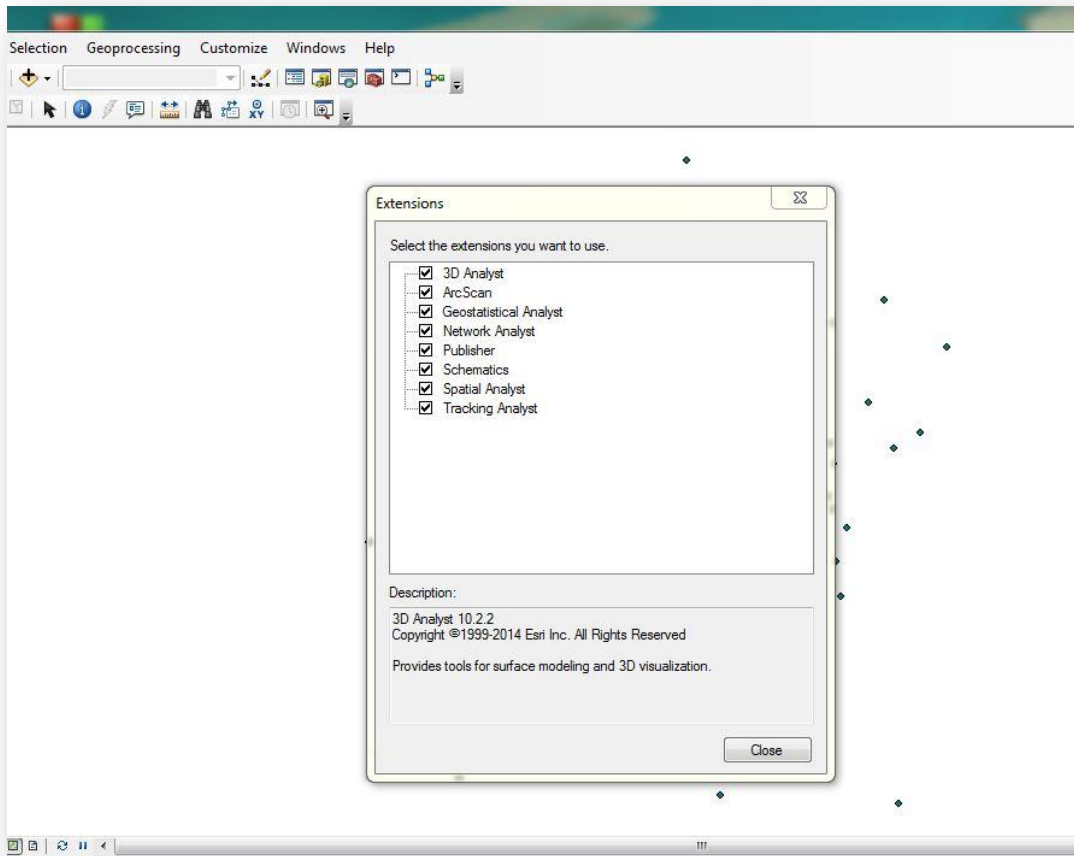 Selection Geoprocessing Customize Windows Help
XY
Extensions
Select the extensions you want to use.
3D Analyst
ArcScan
Geostatistical Analyst
Network Analyst
Publisher
Schematics
Spatial Analyst
Tracking Analyst
Description:
3D Analyst 10.2.2
Copyright ©1999-2014 Esri Inc. All Rights Reserved
Provides tools for surface modeling and 3D visualization.
Close